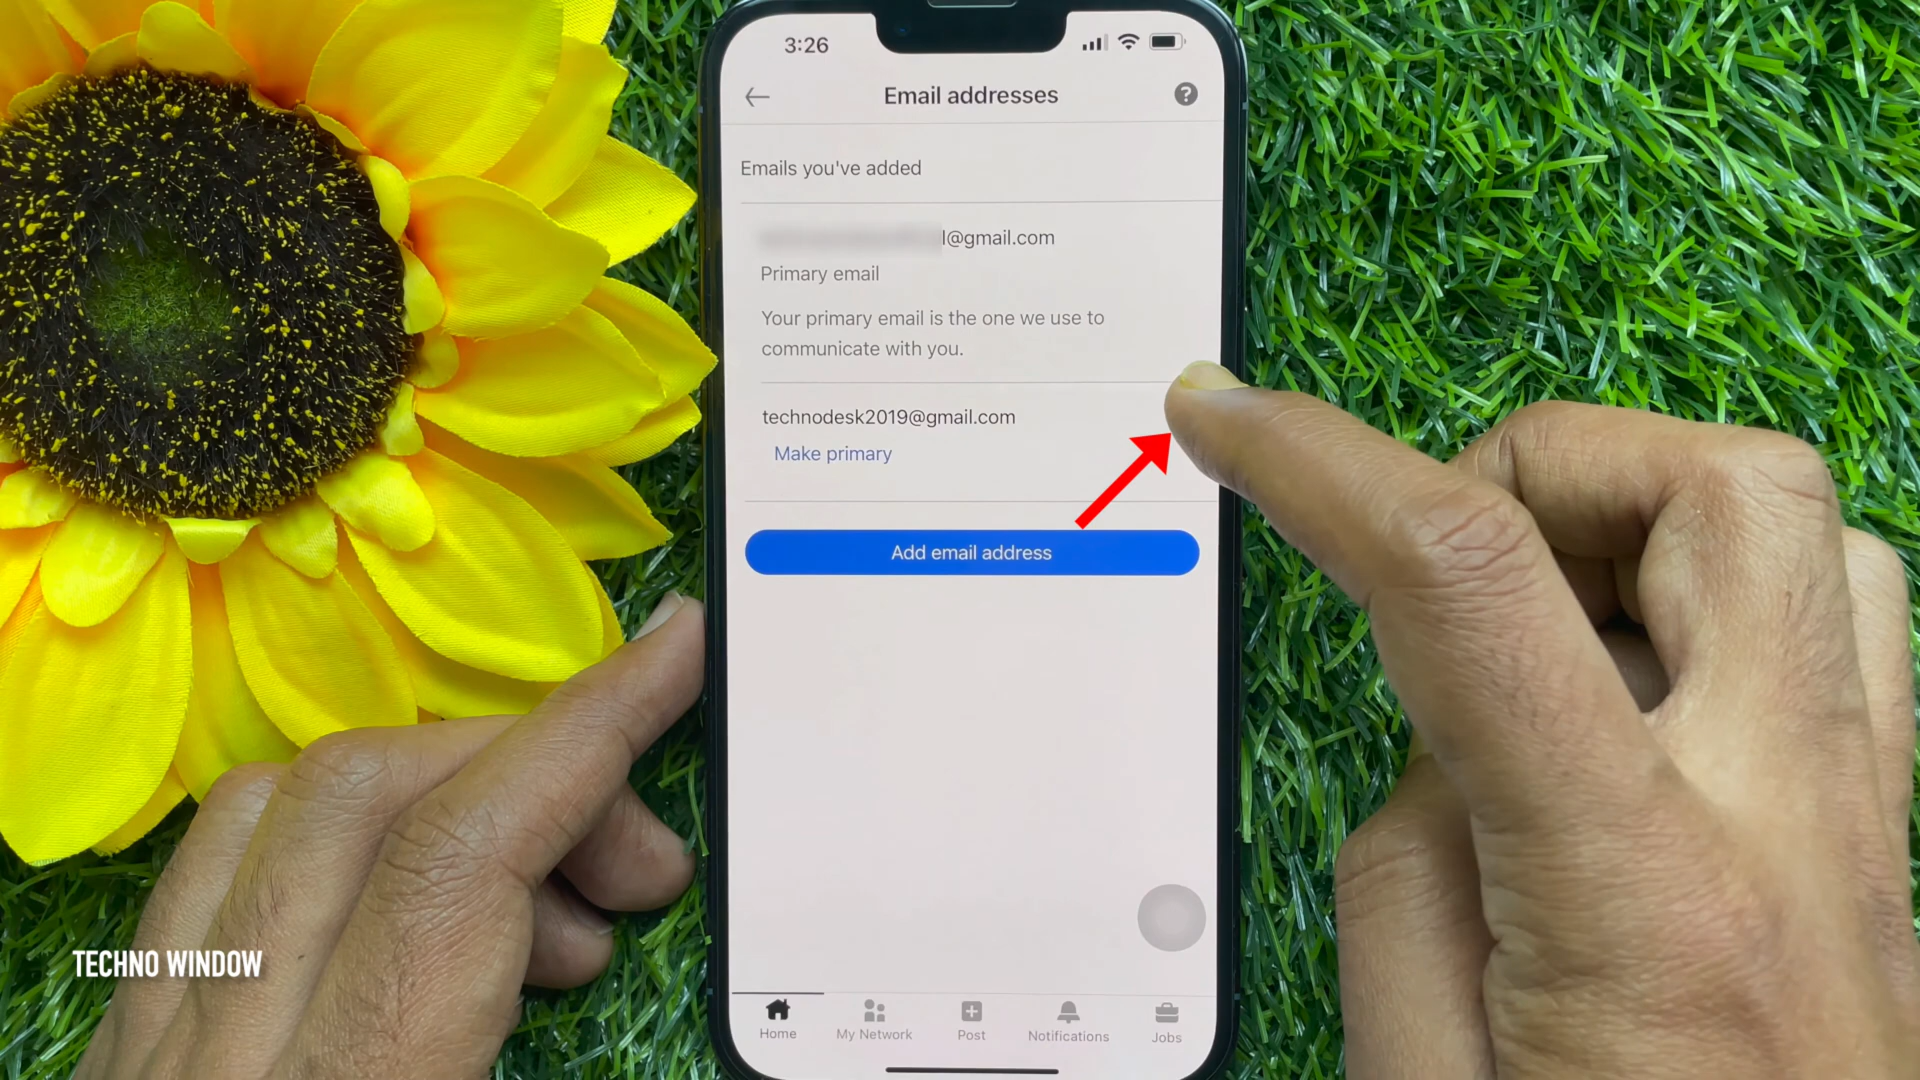 3:26
Email addresses
?
Emails you've added
l@gmail.com
Primary email
Your primary email is the one we use to
communicate with you.
technodesk2019@gmail.com
Make primary
Add email address
Home
My Network
Post
Notifications
Jobs
TECHNO WINDOW